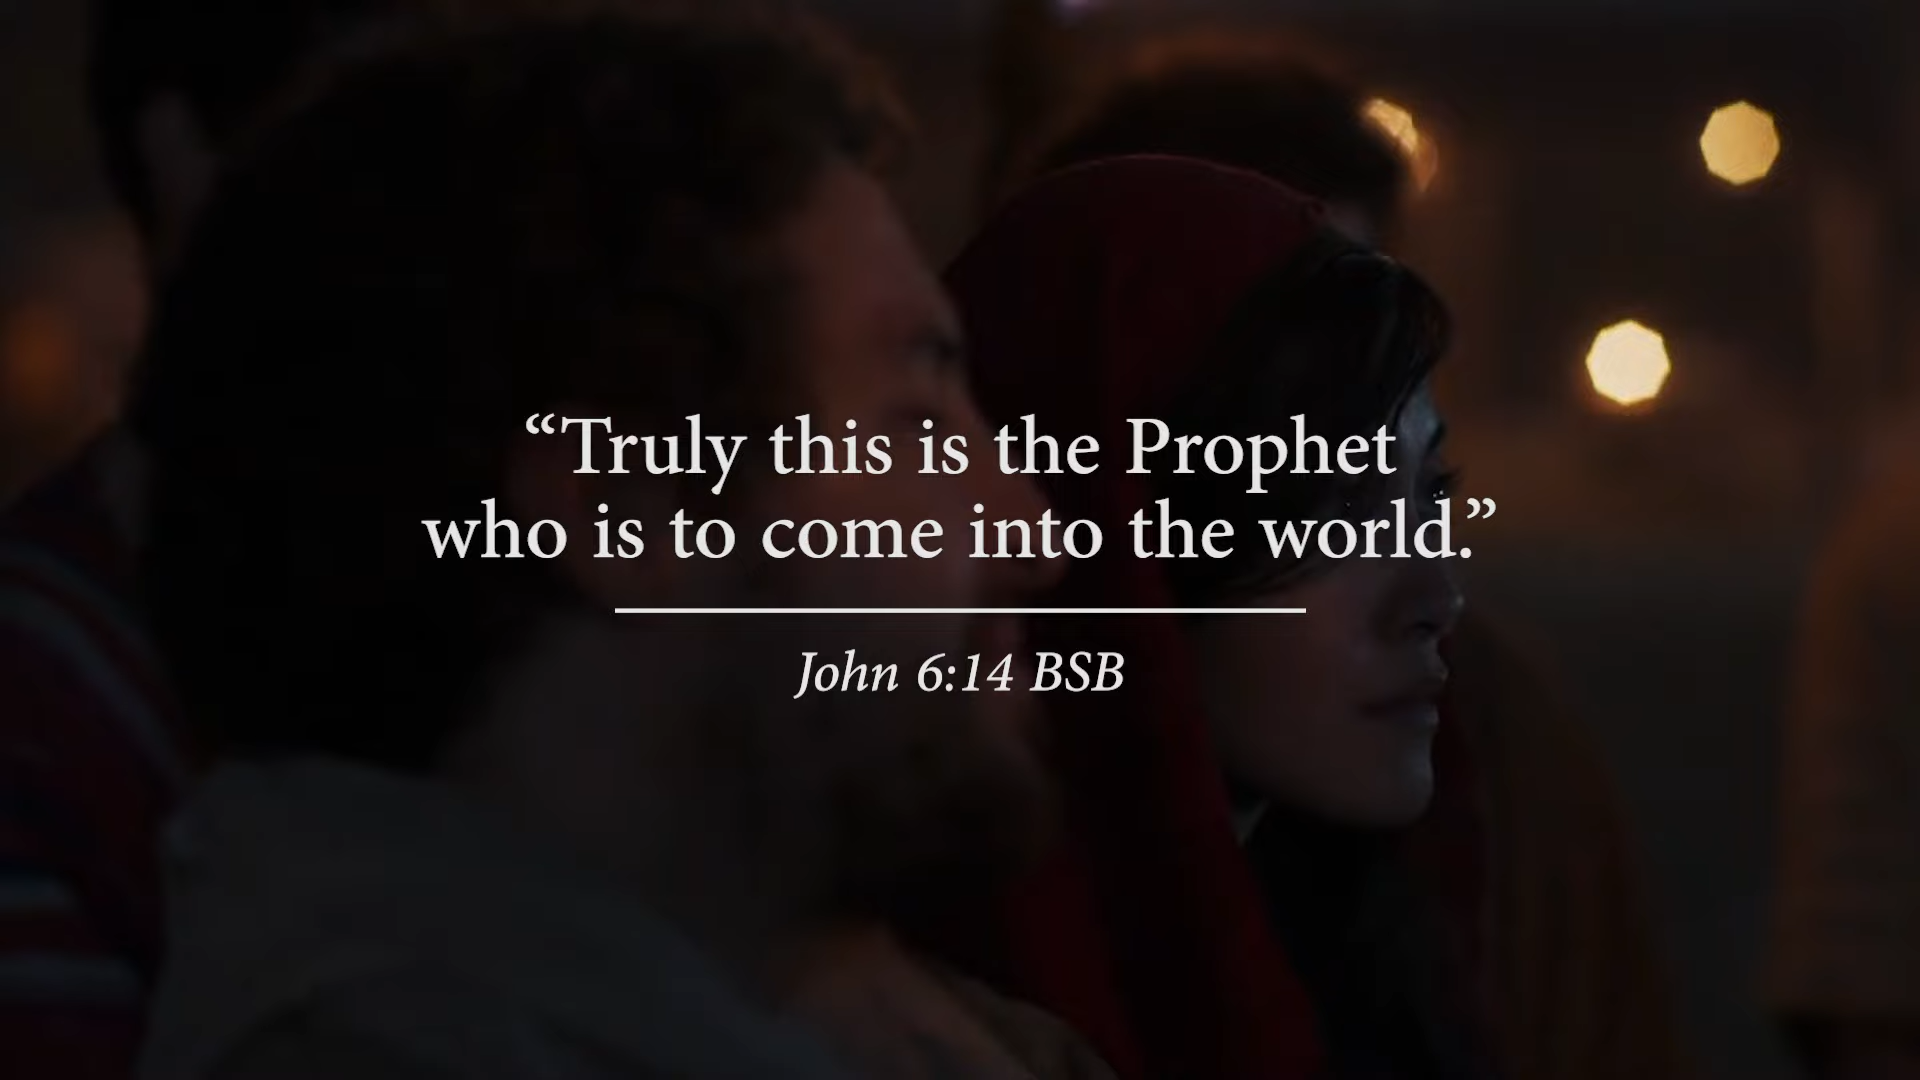 “Truly this is the Prophet
who is to come into the world.”
John 6:14 BSB